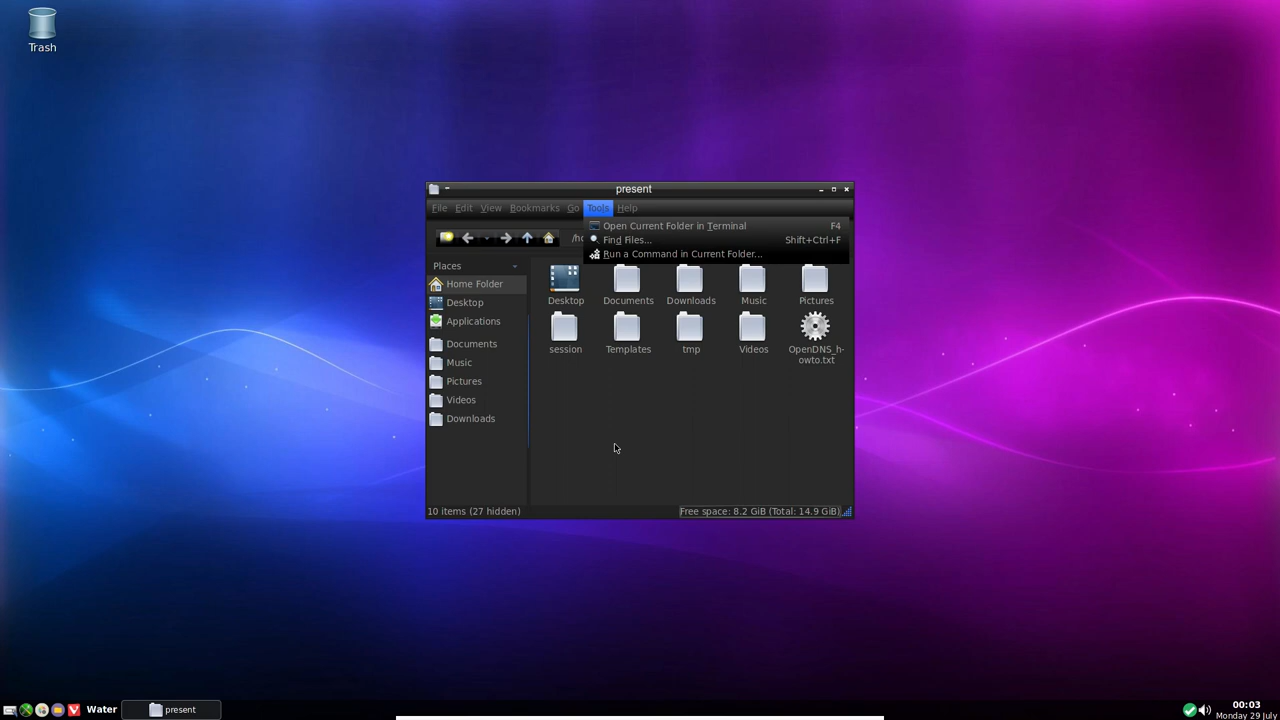 Trash
present
File Edit View Bookmarks Go Tools Help
Open Current Folder in Terminal F4
Find Files... Shift+Ctrl+F
Run a Command in Current Folder...
Places
Home Folder
Desktop
Applications
Documents
Music
Pictures
Videos
Downloads
Desktop Documents Downloads Music Pictures
session Templates tmp Videos OpenDNS_h-
owto.txt
10 items (27 hidden) Free space: 8.2 GiB (Total: 14.9 GiB)
Water present 00:03
Monday 29 July